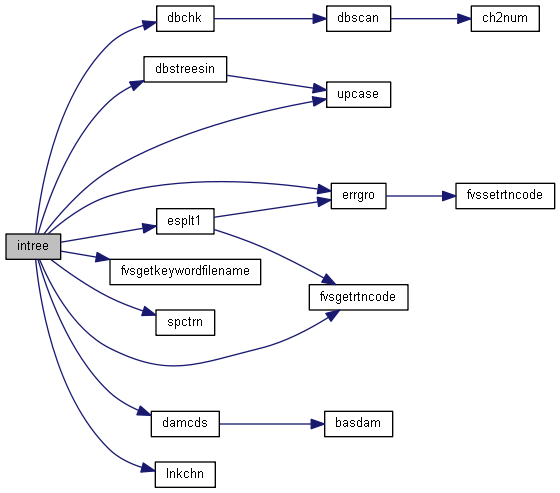 dbchk
dbscan
ch2num
dbstreesin
upcase
errgro
fvssetrtncode
esplt1
intree
fvsgetkeywordfilename
fvsgetrtncode
spctrn
damcds
basdam
lnkchn